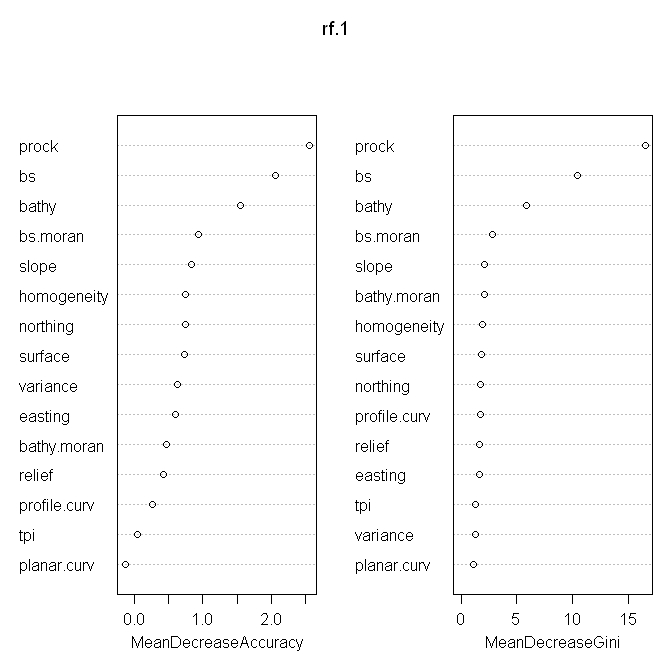 rf.1
prock
bs
bathy
bs.moran
slope
homogeneity
northing
surface
variance
easting
bathy.moran
relief
profile.curv
tpi
planar.curv
0.0 1.0 2.0
MeanDecreaseAccuracy
prock
bs
bathy
bs.moran
slope
bathy.moran
homogeneity
surface
northing
profile.curv
relief
easting
tpi
variance
planar.curv
0 5 10 15
MeanDecreaseGini